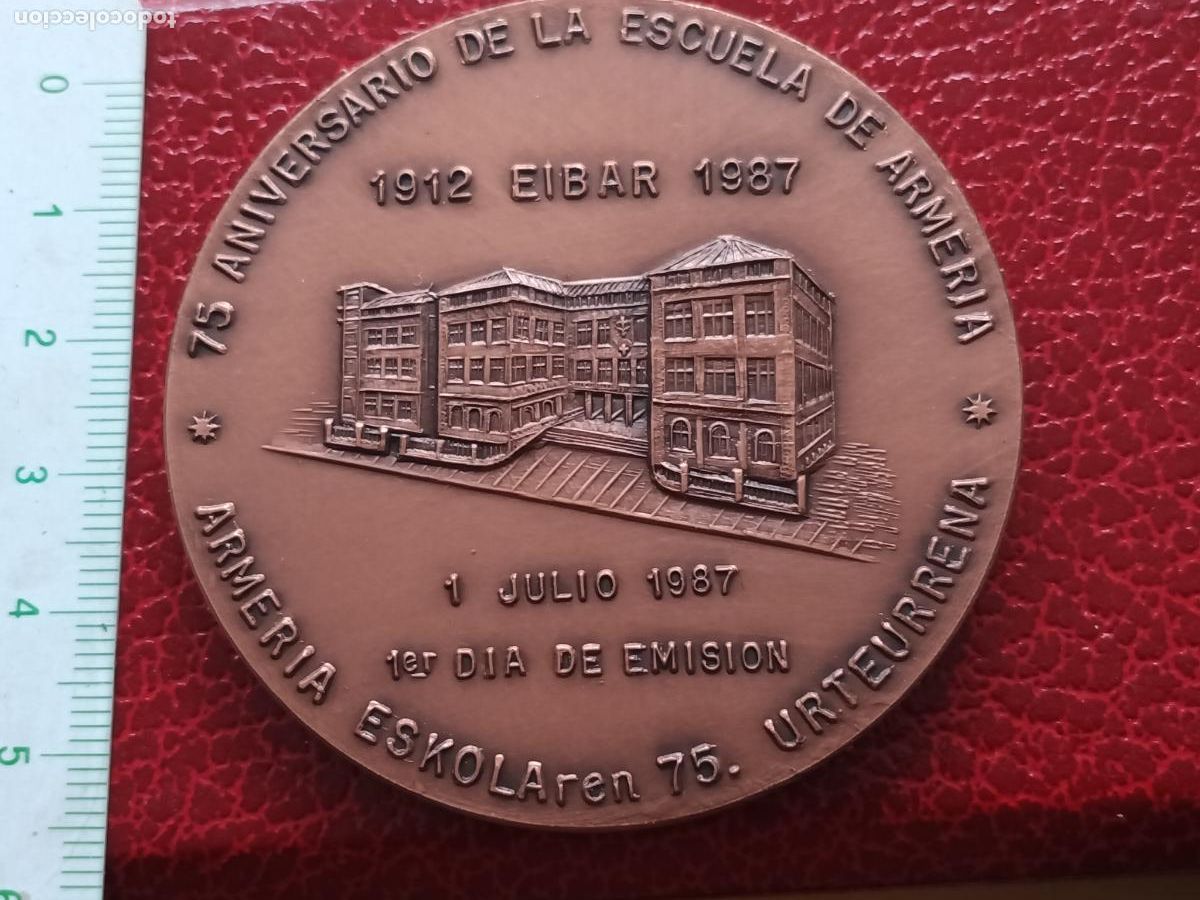 todocoleccion
75 ANIVERSARIO DE LA ESCUELA DE ARMERIA
1912 EIBAR 1987
1 JULIO 1987
1er DIA DE EMISION
ARMERIA ESKOLAren 75. URTEURRENA
0
1
2
3
4
5
6